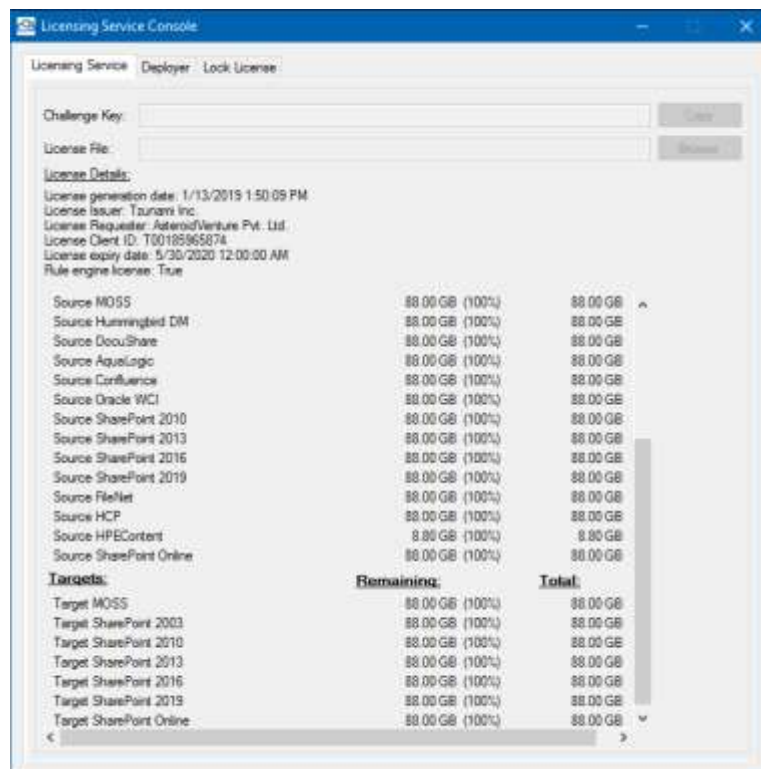 Licensing Service Console
Licensing Service Deployer Lock License
Challenge Key: Copy
License File: Browse
License Details:
License generation date: 1/13/2019 1:50:09 PM
License Issuer: Tzunami Inc.
License Requester: AsteroidVenture Pvt. Ltd.
License Client ID: T00185965874
License expiry date: 5/30/2020 12:00:00 AM
Rule engine license: True
Source MOSS 88.00 GB (100%) 88.00 GB
Source Hummingbird DM 88.00 GB (100%) 88.00 GB
Source DocuShare 88.00 GB (100%) 88.00 GB
Source AquaLogic 88.00 GB (100%) 88.00 GB
Source Confluence 88.00 GB (100%) 88.00 GB
Source Oracle WCI 88.00 GB (100%) 88.00 GB
Source SharePoint 2010 88.00 GB (100%) 88.00 GB
Source SharePoint 2013 88.00 GB (100%) 88.00 GB
Source SharePoint 2016 88.00 GB (100%) 88.00 GB
Source SharePoint 2019 88.00 GB (100%) 88.00 GB
Source FileNet 88.00 GB (100%) 88.00 GB
Source HCP 88.00 GB (100%) 88.00 GB
Source HPEContent 8.80 GB (100%) 8.80 GB
Source SharePoint Online 88.00 GB (100%) 88.00 GB
Targets: Remaining: Total:
Target MOSS 88.00 GB (100%) 88.00 GB
Target SharePoint 2003 88.00 GB (100%) 88.00 GB
Target SharePoint 2010 88.00 GB (100%) 88.00 GB
Target SharePoint 2013 88.00 GB (100%) 88.00 GB
Target SharePoint 2016 88.00 GB (100%) 88.00 GB
Target SharePoint 2019 88.00 GB (100%) 88.00 GB
Target SharePoint Online 88.00 GB (100%) 88.00 GB